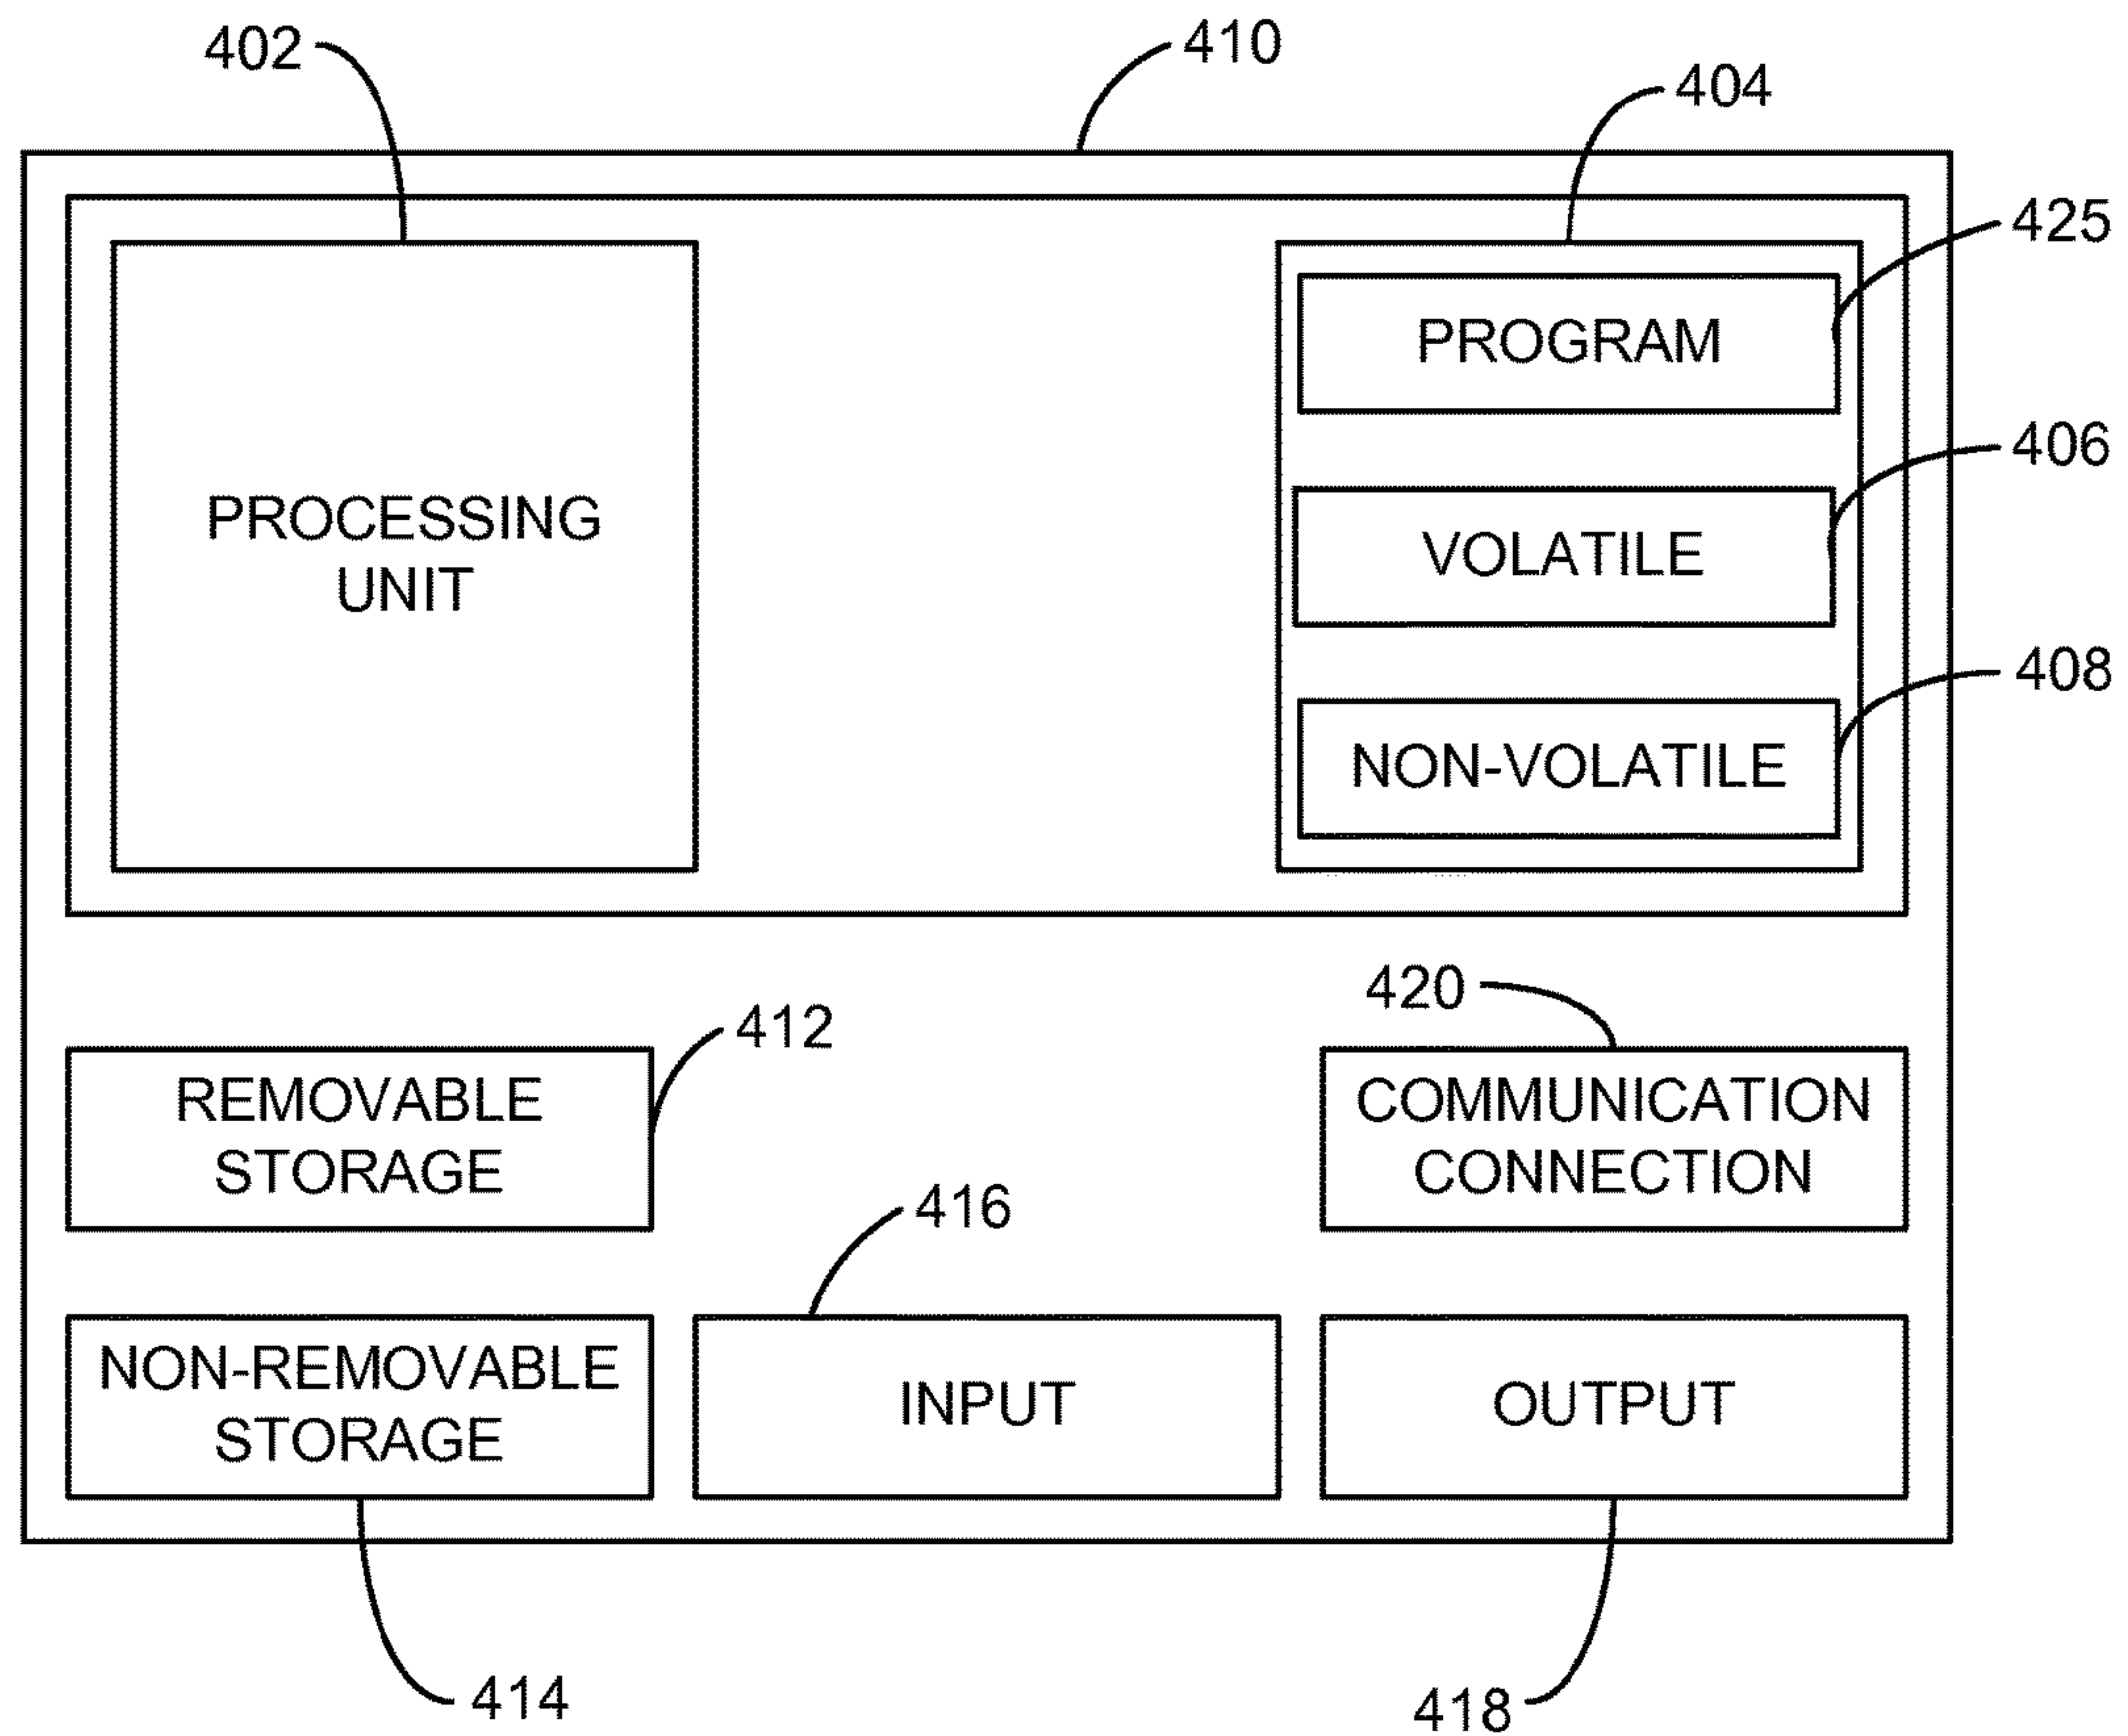 402
410
404
425
PROGRAM
406
PROCESSING
UNIT
VOLATILE
408
NON-VOLATILE
420
412
REMOVABLE
STORAGE
COMMUNICATION
CONNECTION
416
NON-REMOVABLE
STORAGE
INPUT
OUTPUT
414
418